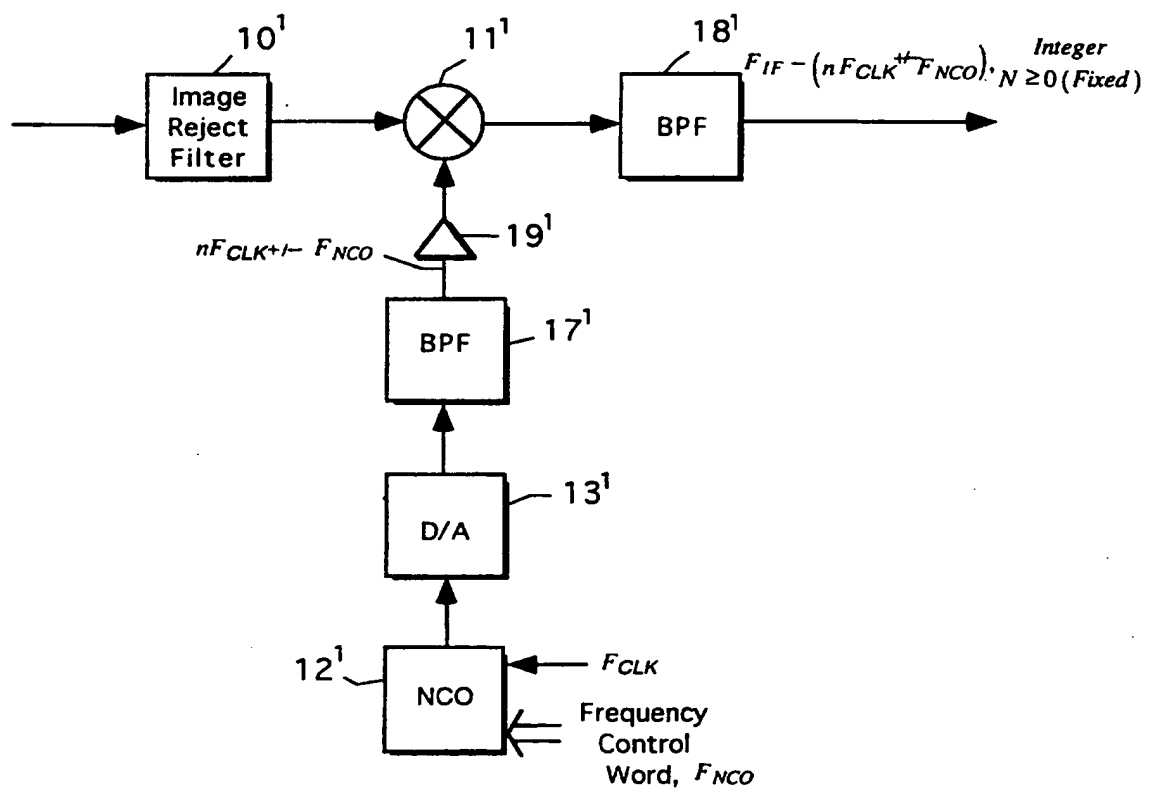 10¹
Image
Reject
Filter
11¹
18¹
BPF
F_IF − (nF_CLK +/− F_NCO), Integer
N ≥ 0 (Fixed)
19¹
nF_CLK +/− F_NCO
BPF
17¹
D/A
13¹
12¹
NCO
F_CLK
Frequency
Control
Word, F_NCO